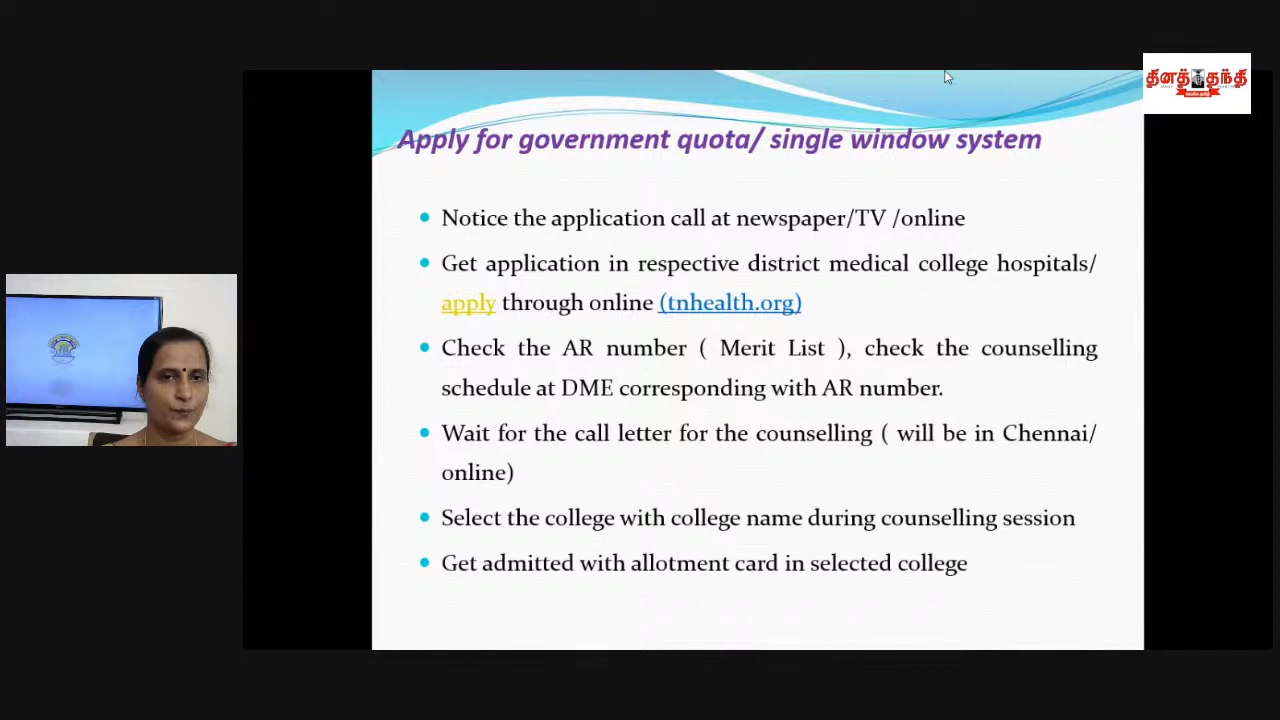 தினத்தந்தி
Apply for government quota/ single window system
Notice the application call at newspaper/TV /online
Get application in respective district medical college hospitals/
apply through online (tnhealth.org)
Check the AR number ( Merit List ), check the counselling
schedule at DME corresponding with AR number.
Wait for the call letter for the counselling ( will be in Chennai/
online)
Select the college with college name during counselling session
Get admitted with allotment card in selected college